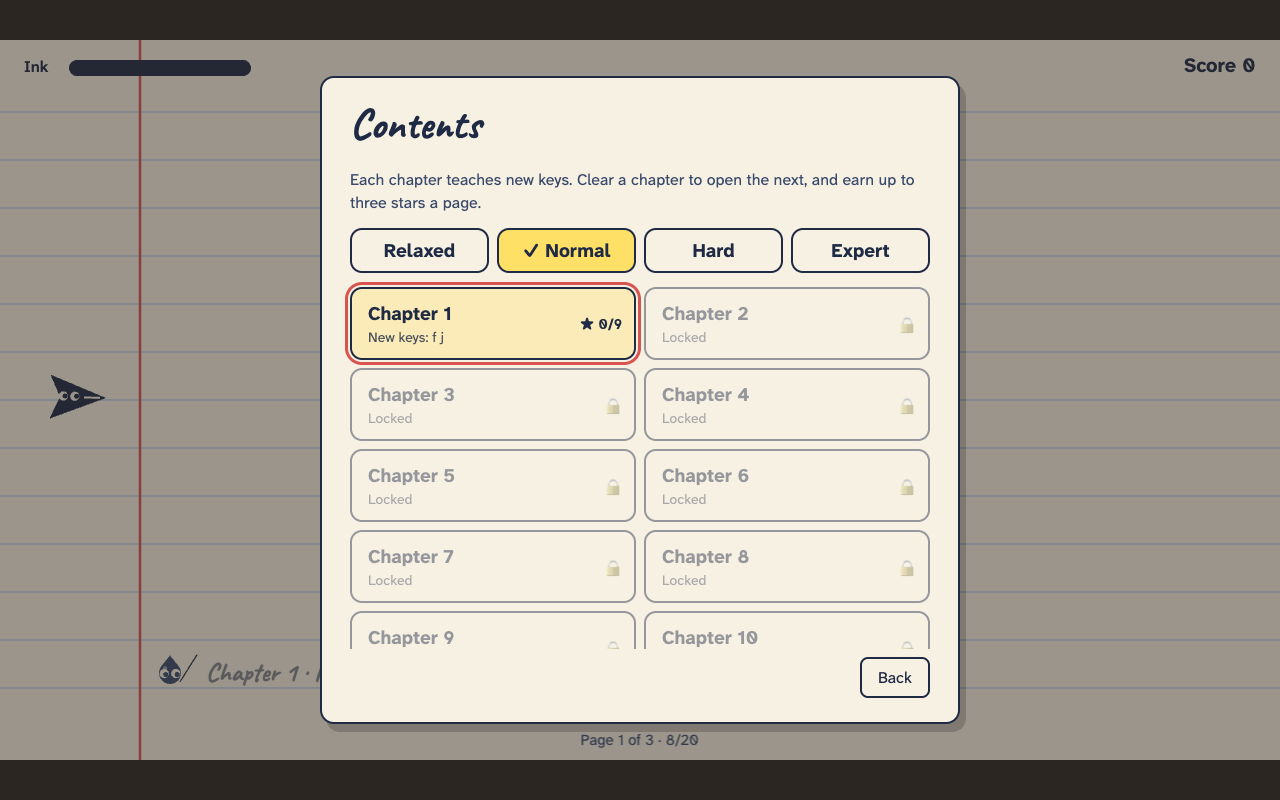 Ink
Score 0
Contents
Each chapter teaches new keys. Clear a chapter to open the next, and earn up to
three stars a page.
Relaxed
✓ Normal
Hard
Expert
Chapter 1
New keys: f j
★ 0/9
Chapter 2
Locked
Chapter 3
Locked
Chapter 4
Locked
Chapter 5
Locked
Chapter 6
Locked
Chapter 7
Locked
Chapter 8
Locked
Chapter 9
Chapter 10
Back
Chapter 1 ·
Page 1 of 3 · 8/20